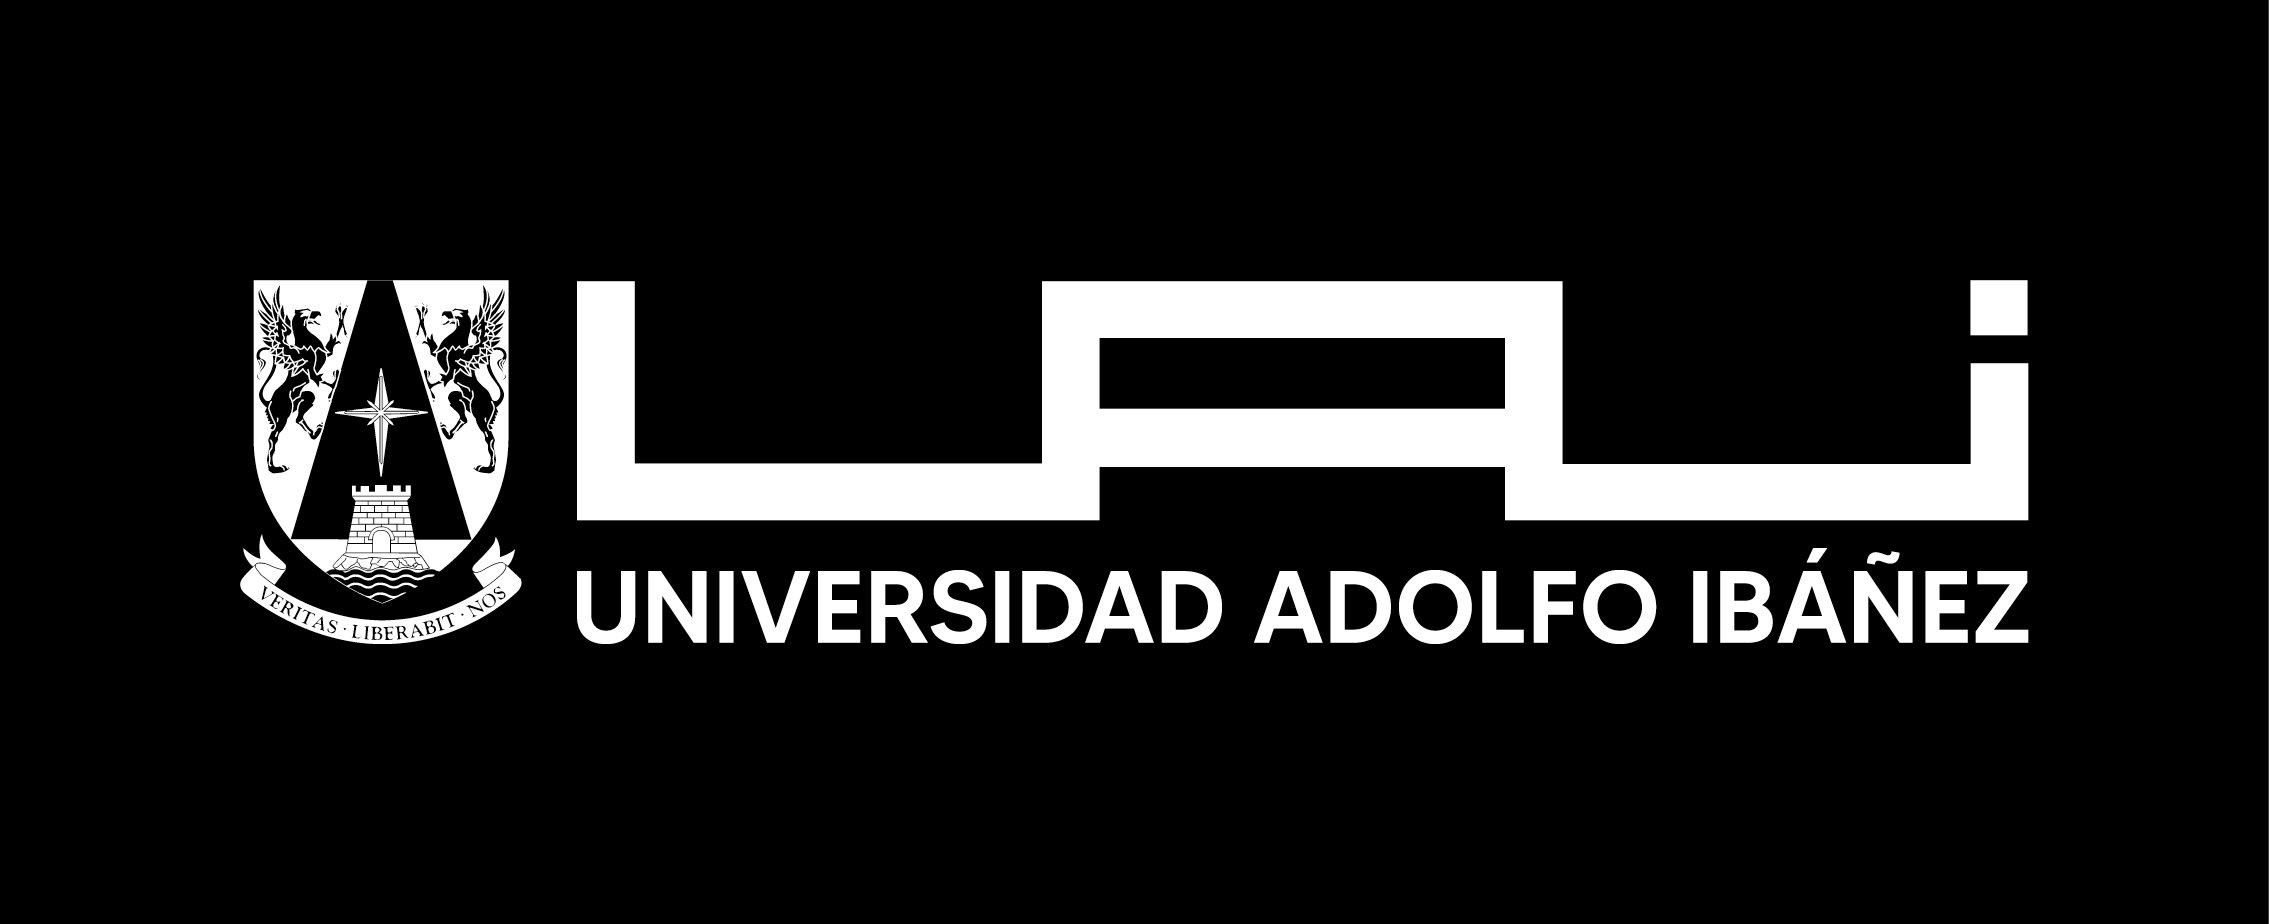 UAi
UNIVERSIDAD ADOLFO IBÁÑEZ
VERITAS · LIBERABIT · NOS